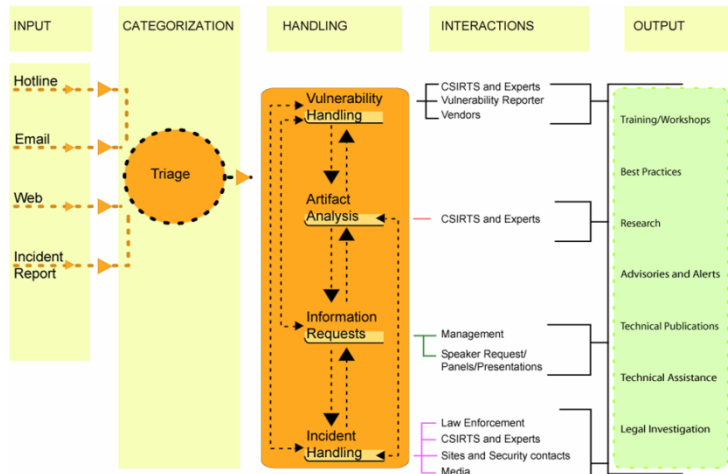 INPUT
CATEGORIZATION
HANDLING
INTERACTIONS
OUTPUT
Hotline
Email
Web
Incident
Report
Triage
Vulnerability
Handling
Artifact
Analysis
Information
Requests
Incident
Handling
CSIRTS and Experts
Vulnerability Reporter
Vendors
CSIRTS and Experts
Management
Speaker Request/
Panels/Presentations
Law Enforcement
CSIRTS and Experts
Sites and Security contacts
Media
Training/Workshops
Best Practices
Research
Advisories and Alerts
Technical Publications
Technical Assistance
Legal Investigation